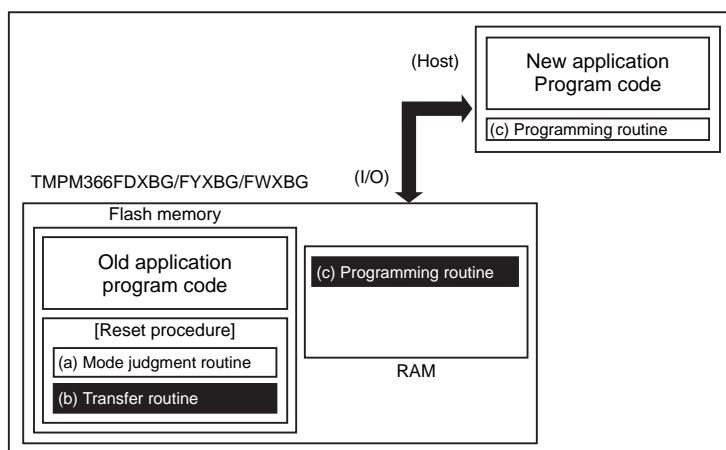 (Host)
New application
Program code
(c) Programming routine
(I/O)
TMPM366FDXBG/FYXBG/FWXBG
Flash memory
Old application
program code
[Reset procedure]
(a) Mode judgment routine
(b) Transfer routine
(c) Programming routine
RAM